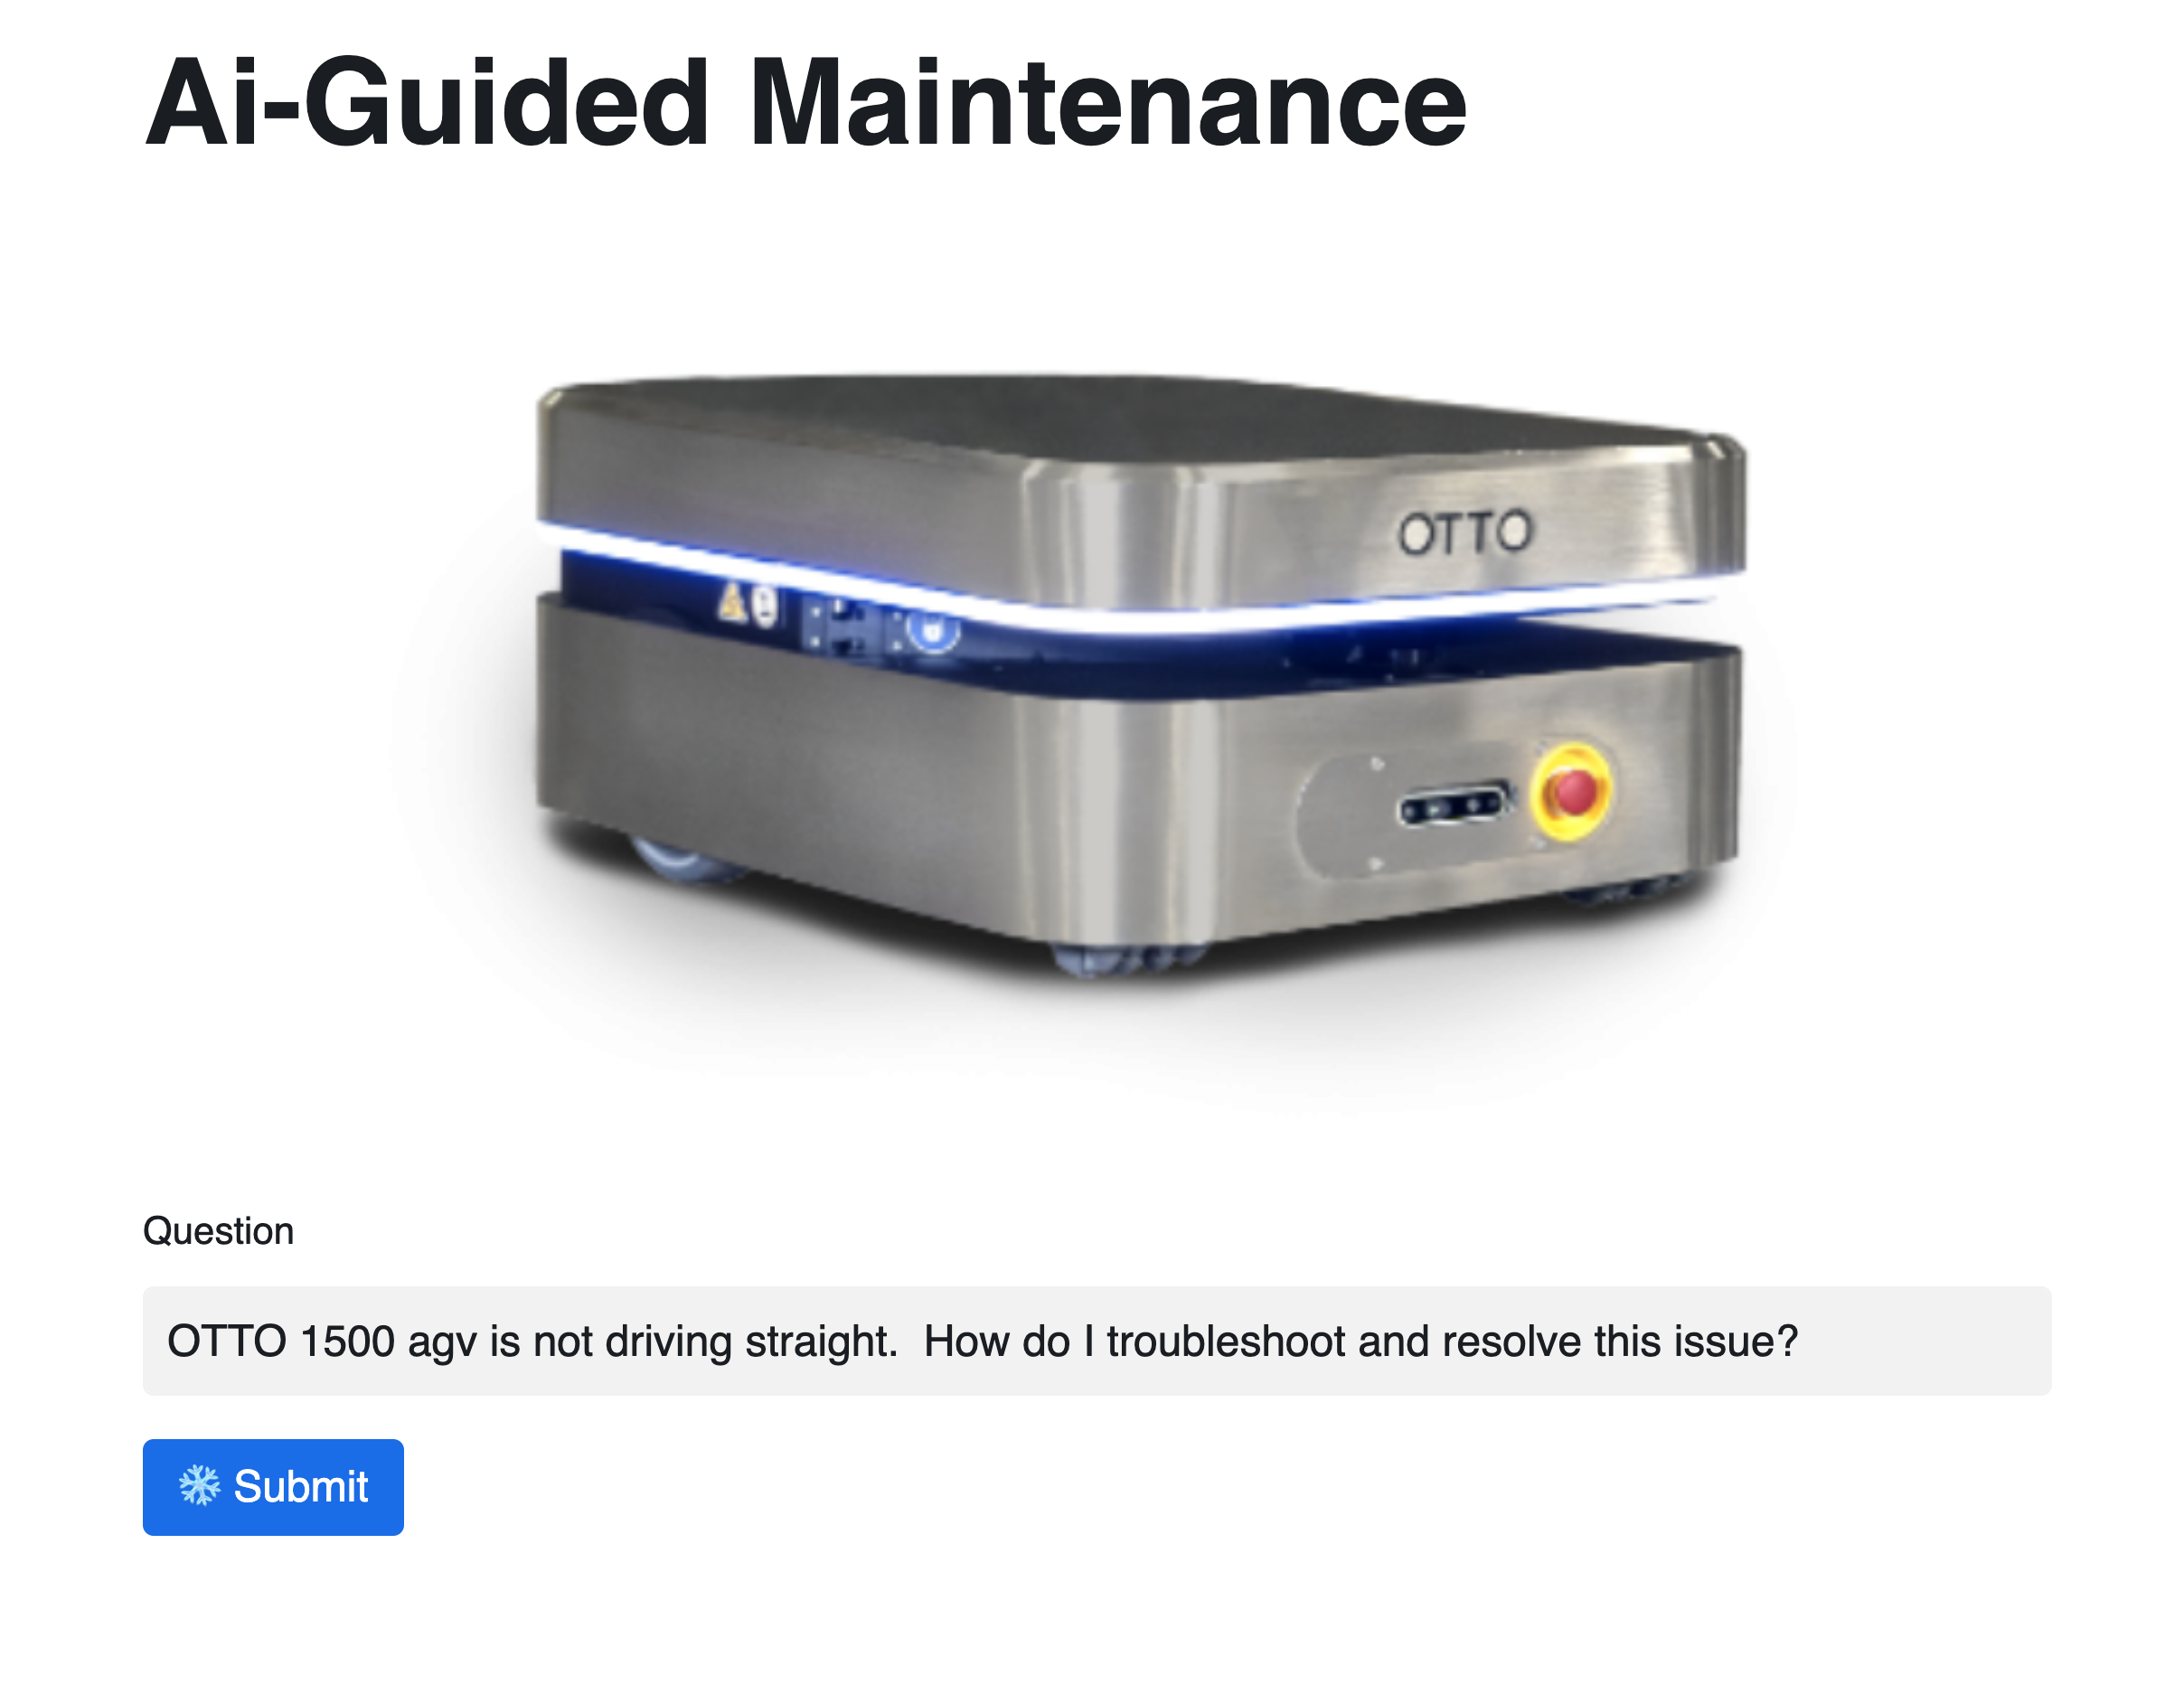 Ai-Guided Maintenance
OTTO
Question
OTTO 1500 agv is not driving straight.  How do I troubleshoot and resolve this issue?
Submit